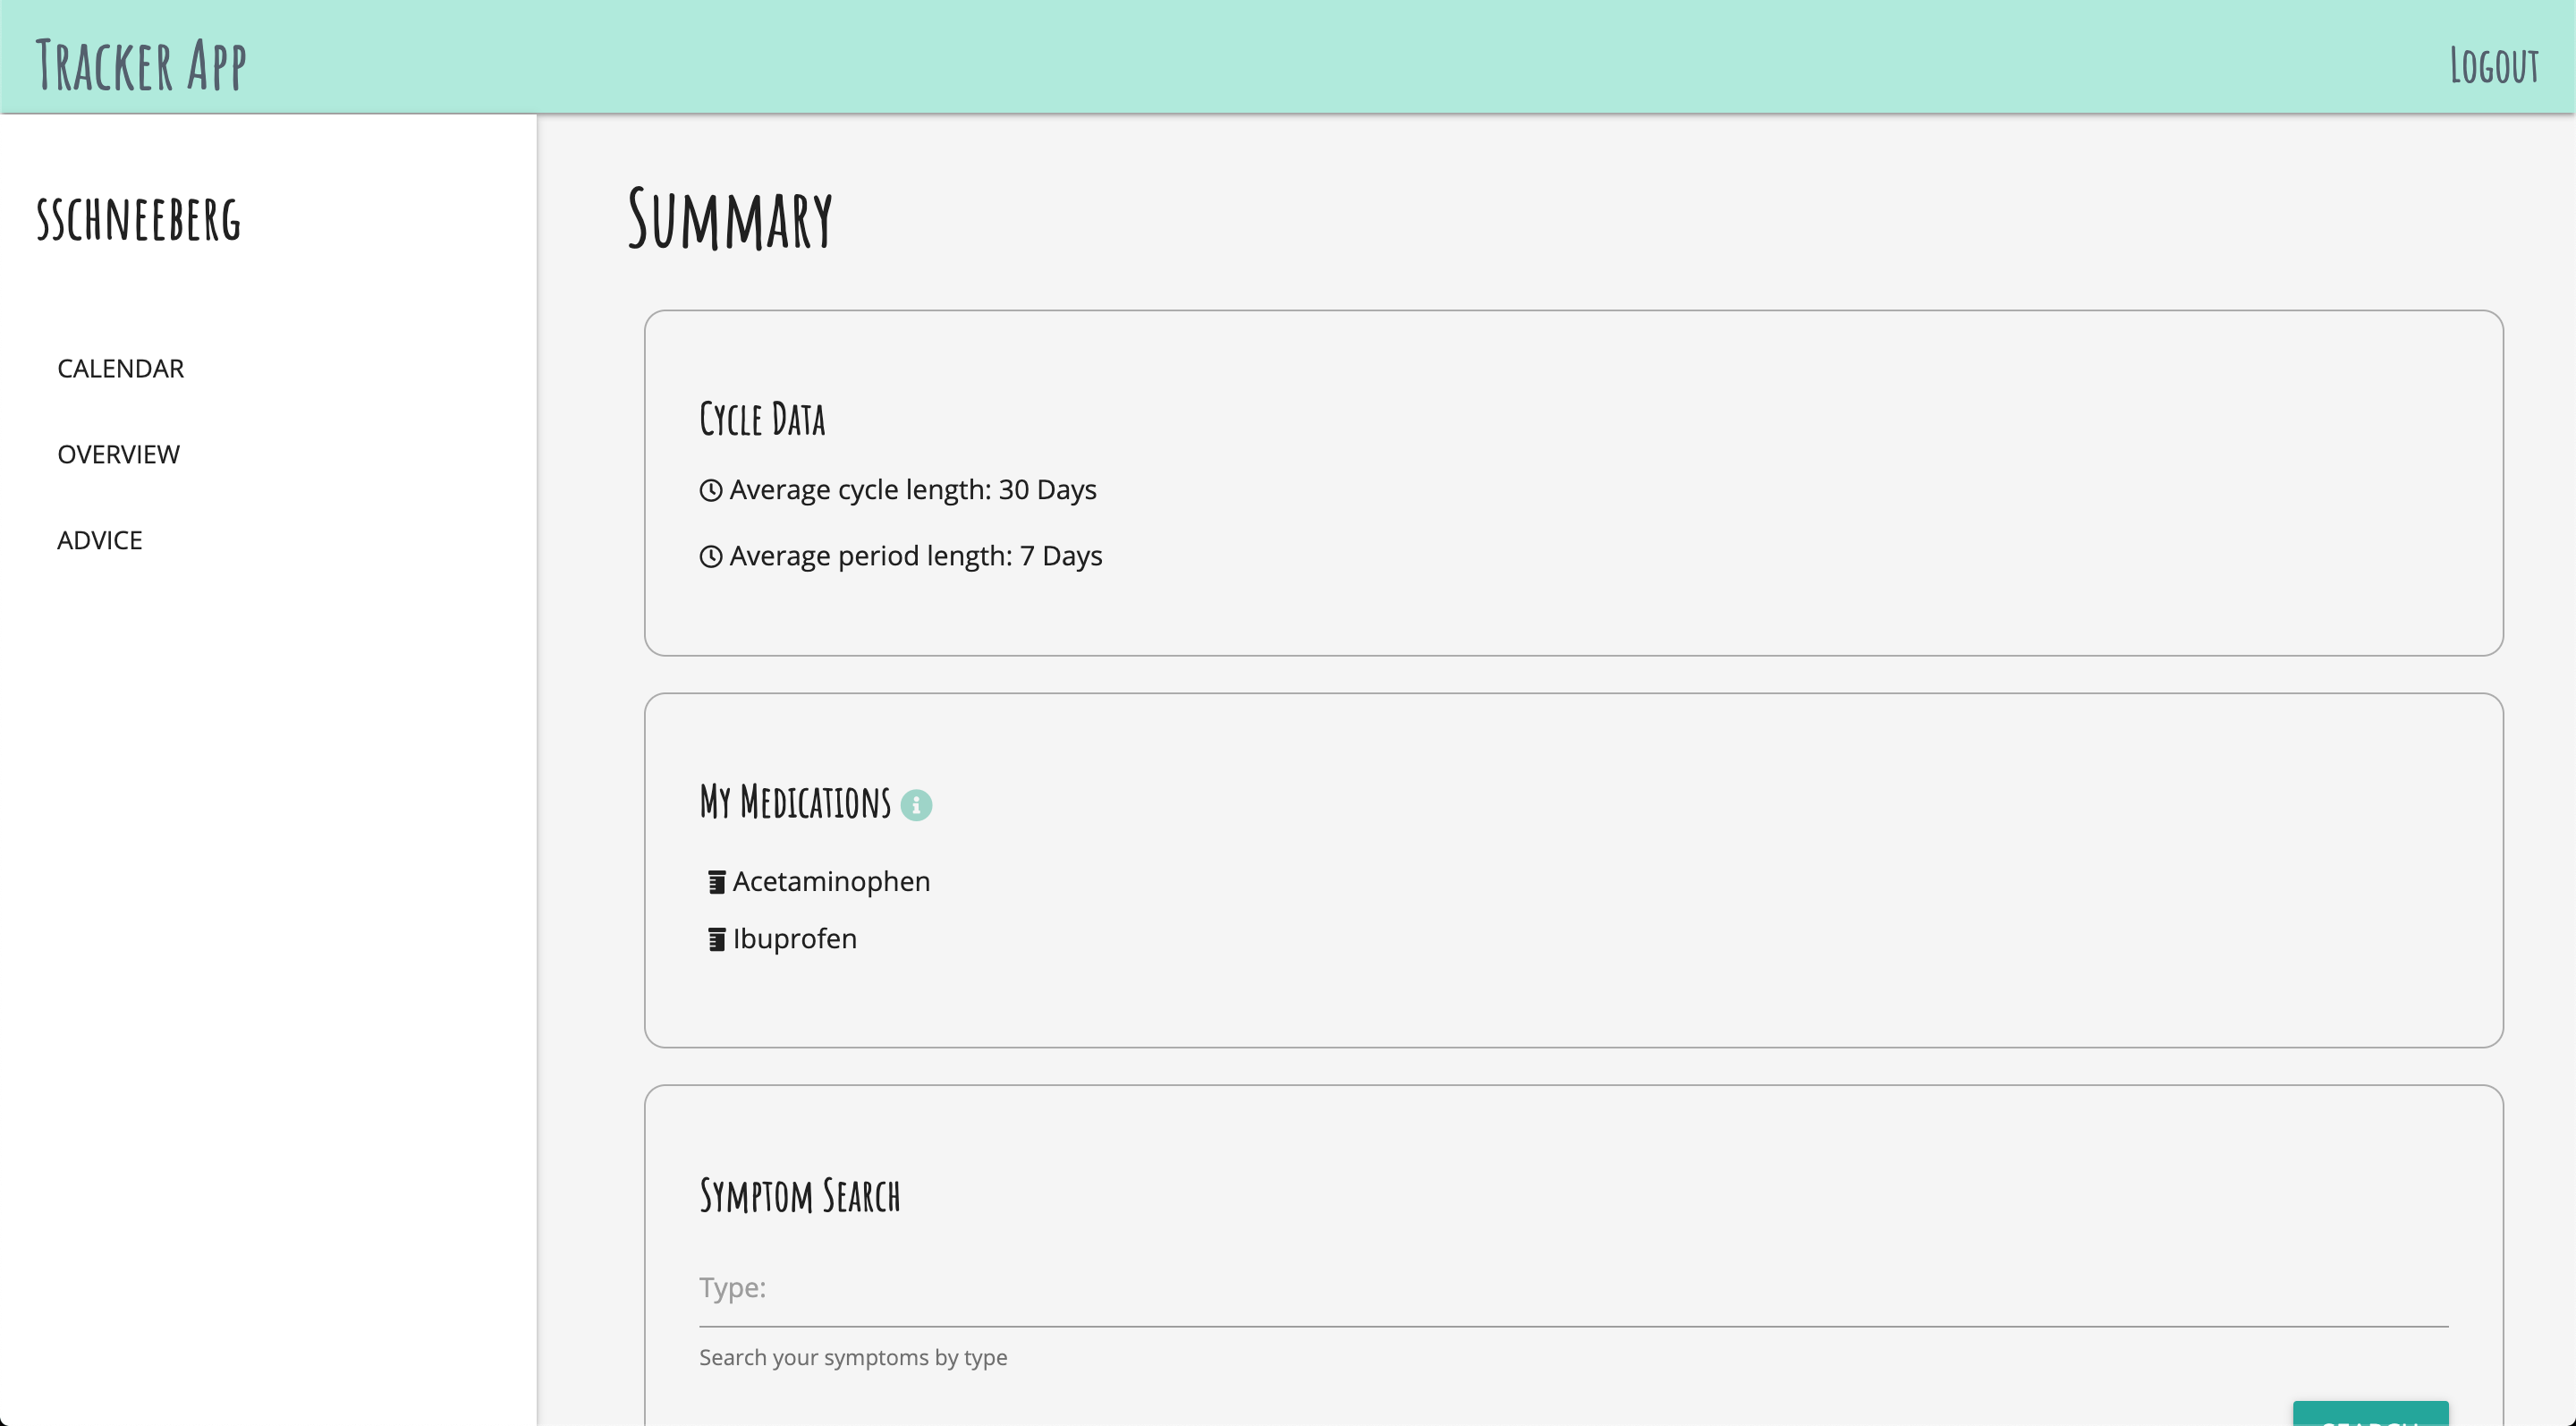 Tracker App
Logout
sschneeberg
CALENDAR
OVERVIEW
ADVICE
Summary
Cycle Data
Average cycle length: 30 Days
Average period length: 7 Days
My Medications
Acetaminophen
Ibuprofen
Symptom Search
Type:
Search your symptoms by type
SEARCH